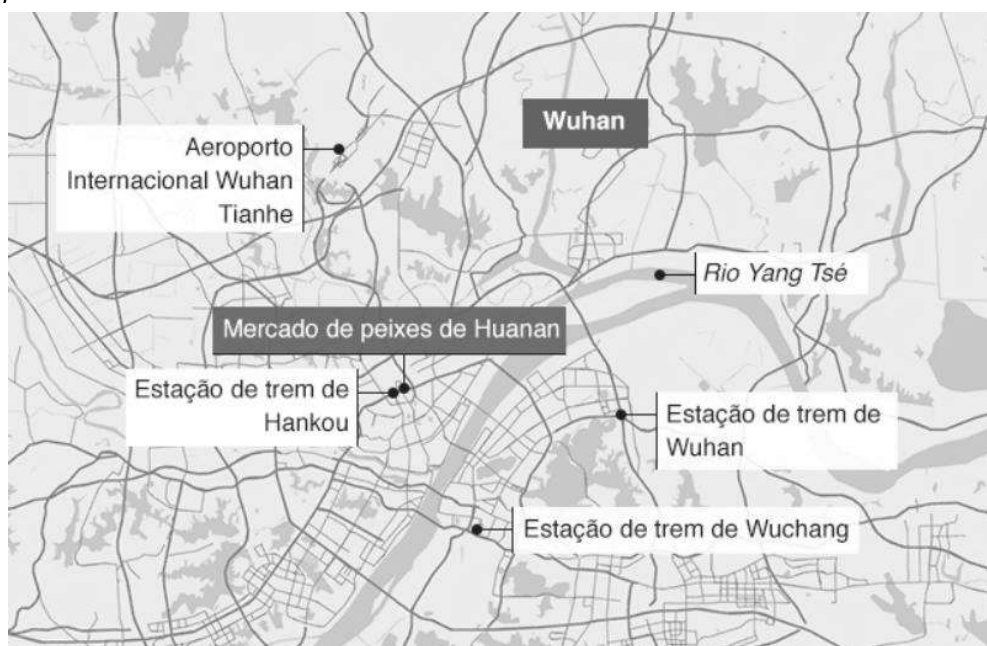 Wuhan
Aeroporto
Internacional Wuhan
Tianhe
Rio Yang Tsé
Mercado de peixes de Huanan
Estação de trem de
Hankou
Estação de trem de
Wuhan
Estação de trem de Wuchang